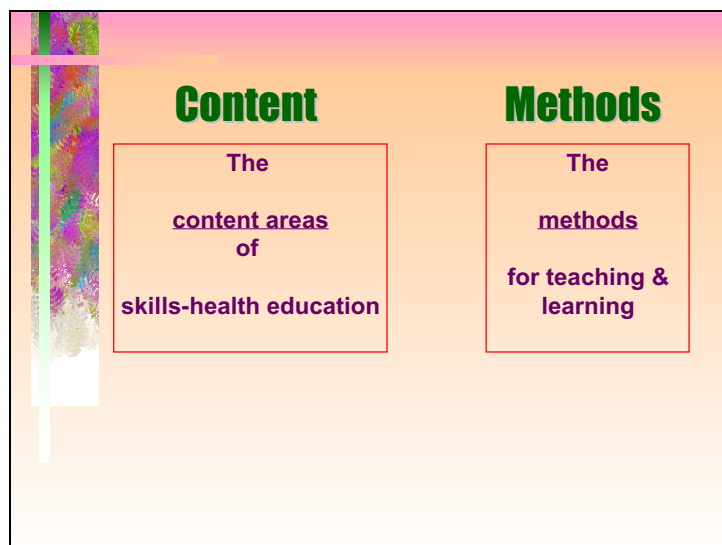 Content
The
content areas
of
skills-health education
Methods
The
methods
for teaching &
learning